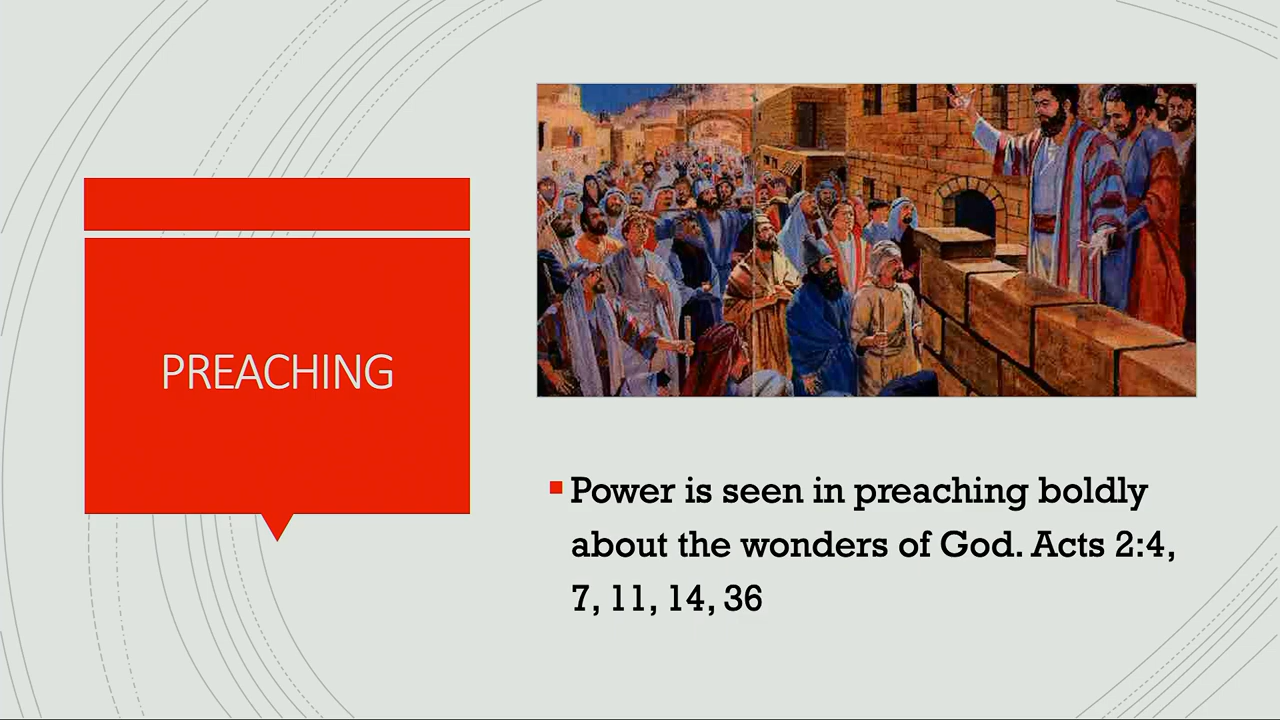 PREACHING
Power is seen in preaching boldly
about the wonders of God. Acts 2:4,
7, 11, 14, 36